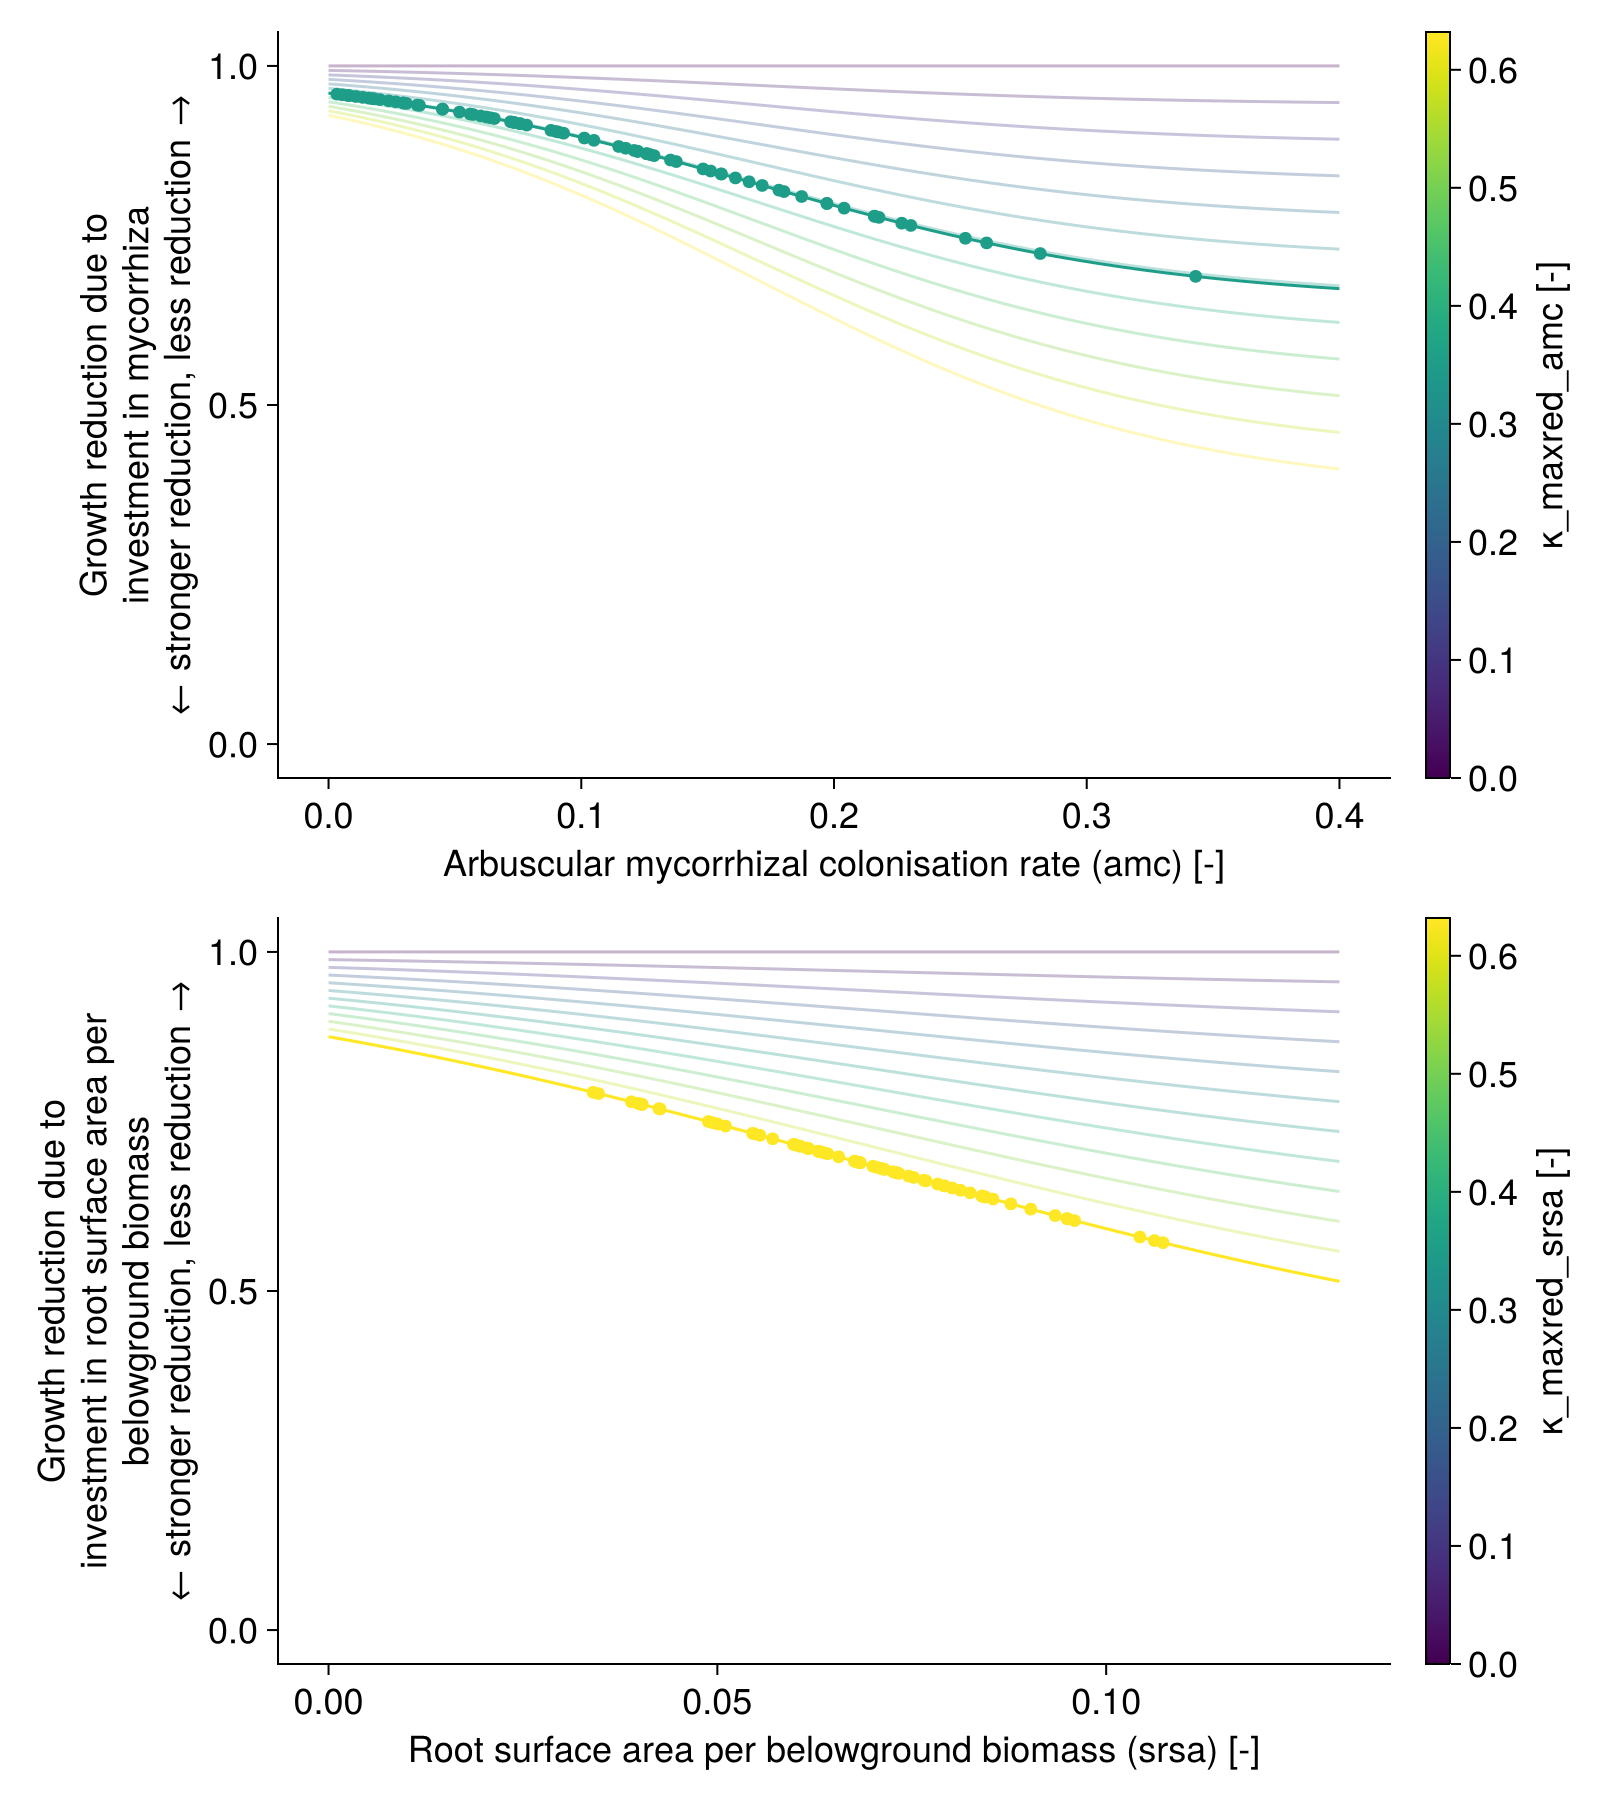 Growth reduction due to
investment in mycorrhiza
← stronger reduction, less reduction →
1.0
0.5
0.0
0.0
0.1
0.2
0.3
0.4
Arbuscular mycorrhizal colonisation rate (amc) [-]
0.6
0.5
0.4
0.3
0.2
0.1
0.0
κ_maxred_amc [-]
Growth reduction due to
investment in root surface area per
belowground biomass
← stronger reduction, less reduction →
1.0
0.5
0.0
0.00
0.05
0.10
Root surface area per belowground biomass (srsa) [-]
0.6
0.5
0.4
0.3
0.2
0.1
0.0
κ_maxred_srsa [-]